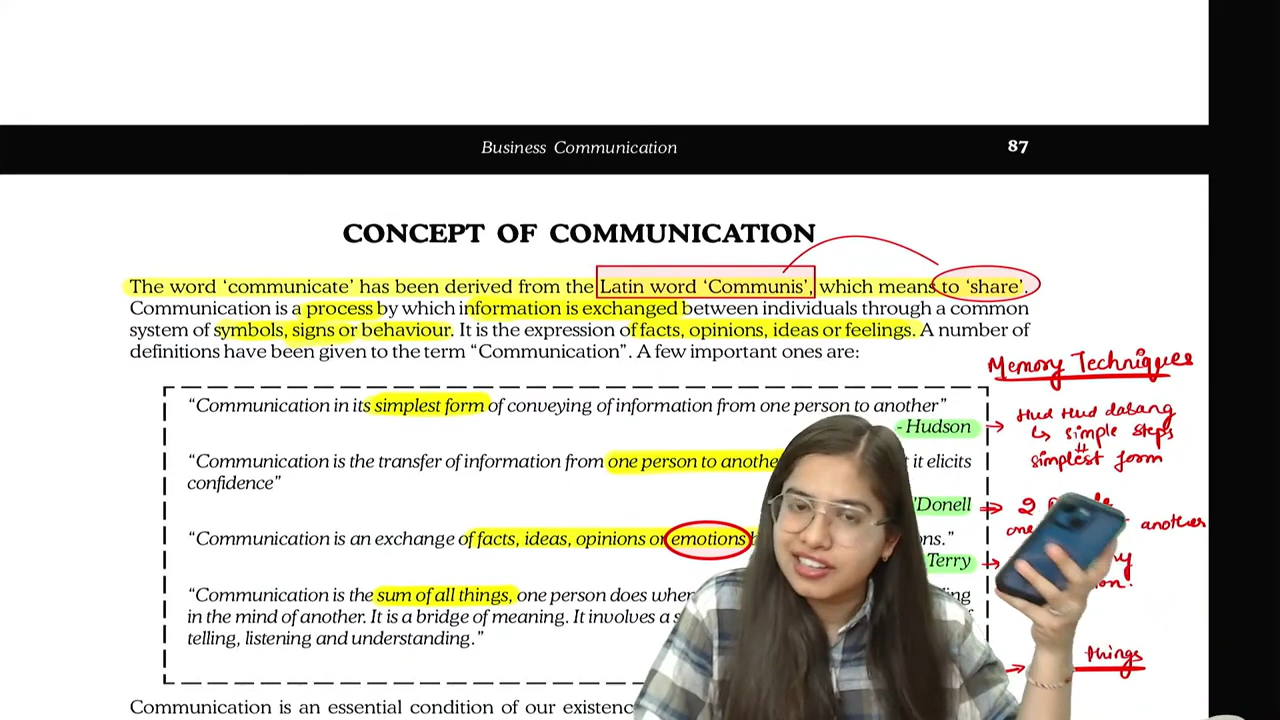 Business Communication
87
CONCEPT OF COMMUNICATION
The word ‘communicate’ has been derived from the Latin word ‘Communis’, which means to ‘share’.
Communication is a process by which information is exchanged between individuals through a common
system of symbols, signs or behaviour. It is the expression of facts, opinions, ideas or feelings. A number of
definitions have been given to the term “Communication”. A few important ones are:
Memory Techniques
“Communication in its simplest form of conveying of information from one person to another”
- Hudson
Hud Hud dabang
↳ simple steps
simplest form
“Communication is the transfer of information from one person to another it elicits
confidence”
'Donell
2
one another
“Communication is an exchange of facts, ideas, opinions or emotions ons.”
Terry
“Communication is the sum of all things, one person does when ing
in the mind of another. It is a bridge of meaning. It involves a s
telling, listening and understanding.”
things
Communication is an essential condition of our existenc